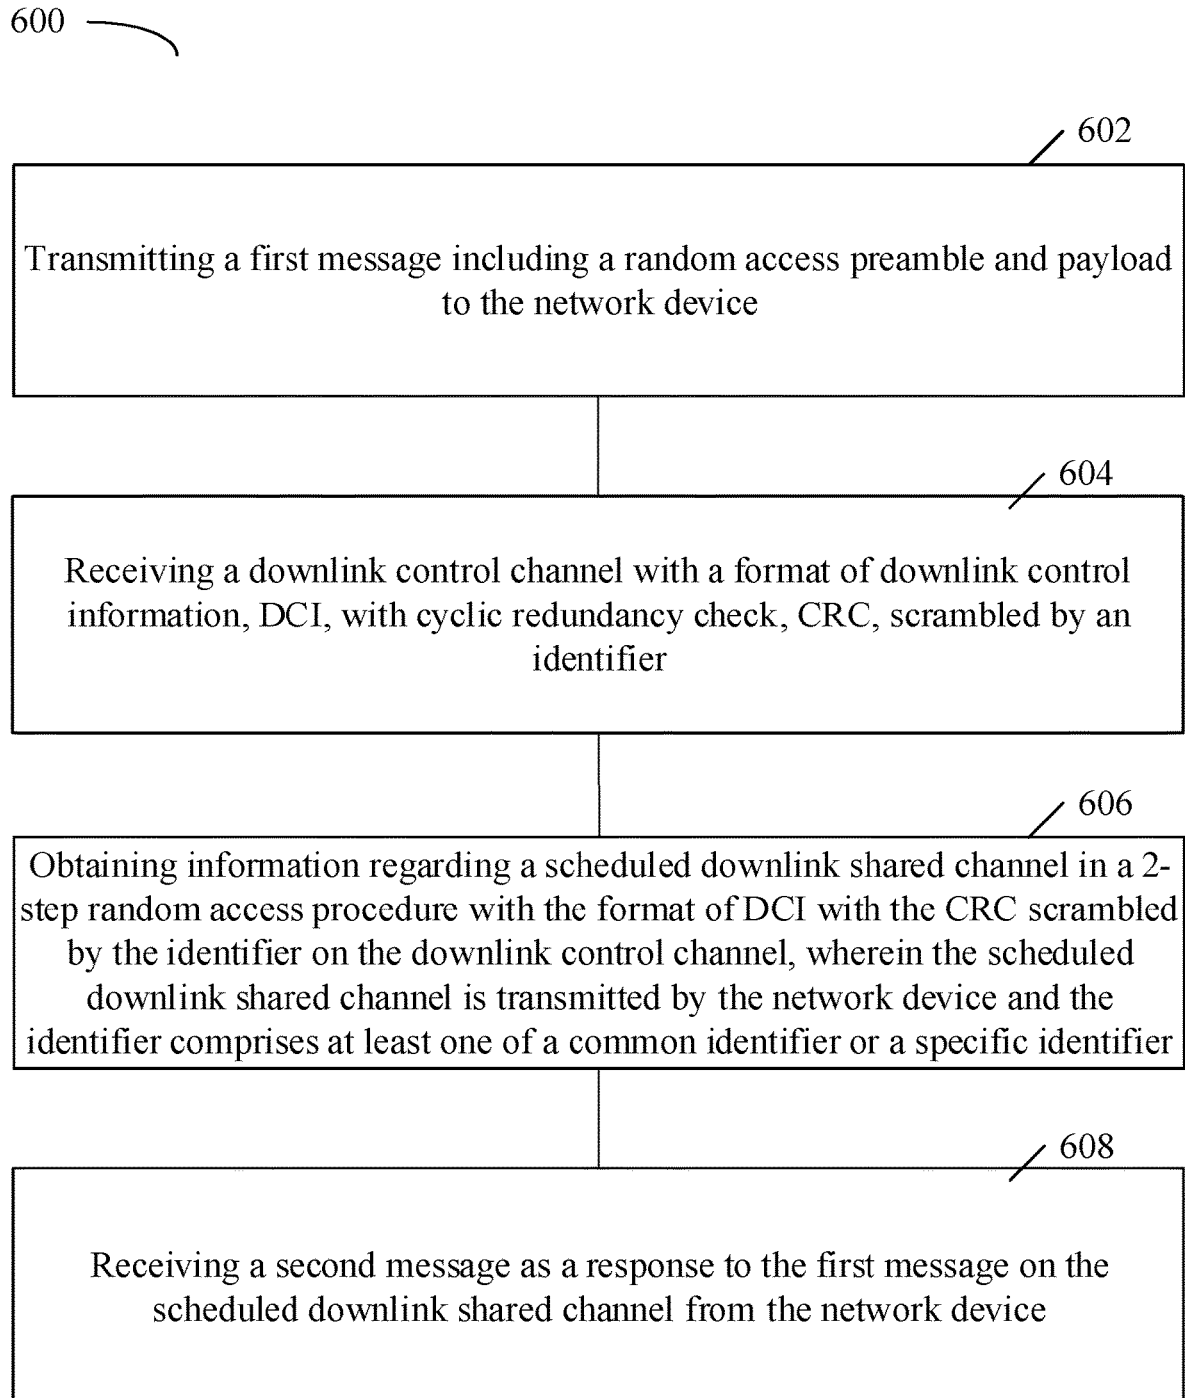 600
602
Transmitting a first message including a random access preamble and payload
to the network device
604
Receiving a downlink control channel with a format of downlink control
information, DCI, with cyclic redundancy check, CRC, scrambled by an
identifier
606
Obtaining information regarding a scheduled downlink shared channel in a 2-
step random access procedure with the format of DCI with the CRC scrambled
by the identifier on the downlink control channel, wherein the scheduled
downlink shared channel is transmitted by the network device and the
identifier comprises at least one of a common identifier or a specific identifier
608
Receiving a second message as a response to the first message on the
scheduled downlink shared channel from the network device